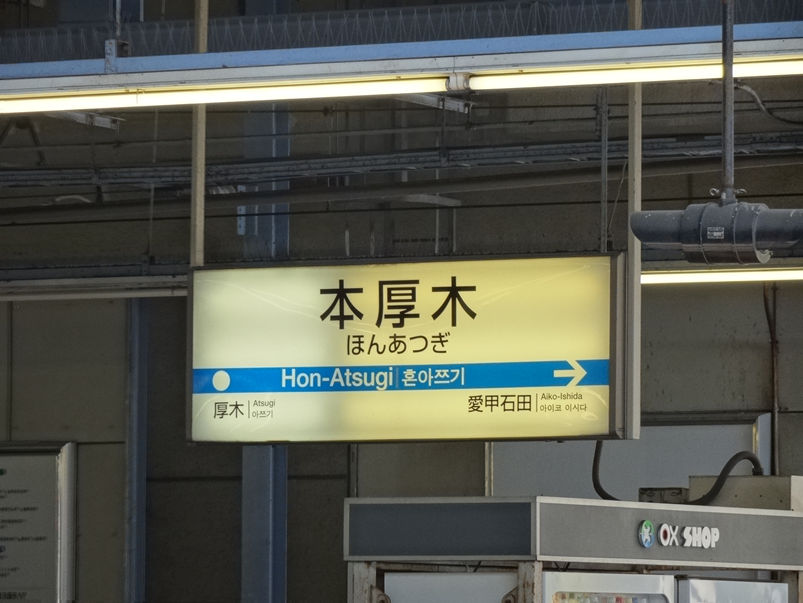 本厚木
ほんあつぎ
Hon-Atsugi 혼아쯔기
厚木 Atsugi
아쯔기
愛甲石田 Aiko-Ishida
아이코 이시다
OX SHOP